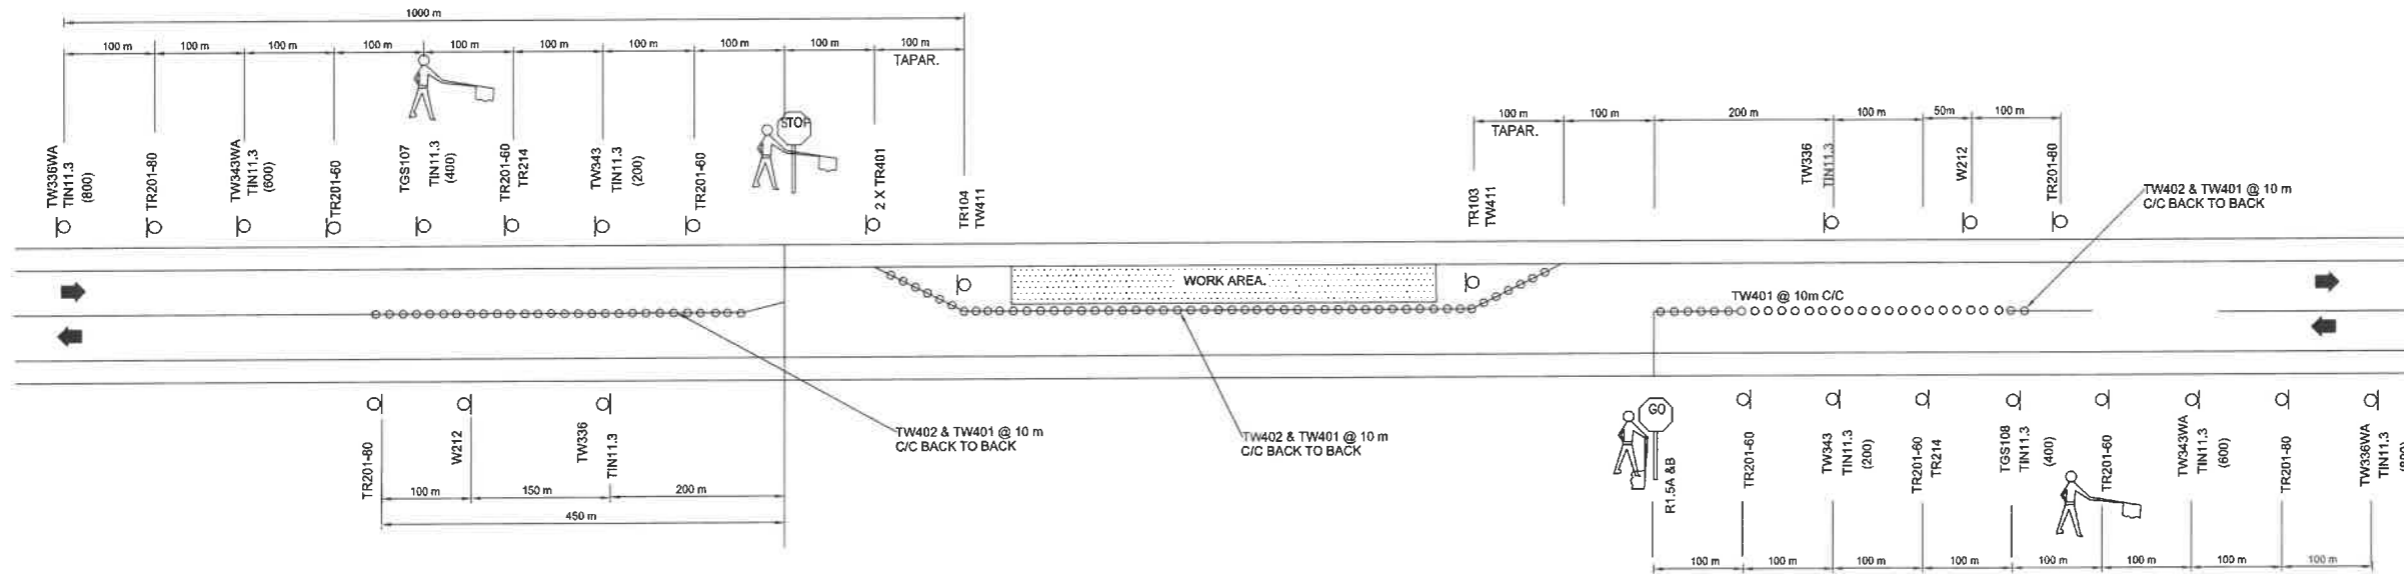 1000 m
100 m
100 m
100 m
100 m
100 m
100 m
100 m
100 m
100 m
100 m
TAPAR.
TW336WA
TIN11.3
(800)
TR201-80
TW343WA
TIN11.3
(600)
TR201-60
TGS107
TIN11.3
(400)
TR201-60
TR214
TW343
TIN11.3
(200)
TR201-60
STOP
2 X TR401
TR104
TW411
100 m
TAPAR.
100 m
200 m
100 m
50m
100 m
TR103
TW411
TW336
TIN11.3
W212
TR201-80
TW402 & TW401 @ 10 m
C/C BACK TO BACK
WORK AREA.
TW401 @ 10m C/C
TR201-80
W212
TW336
TIN11.3
100 m
150 m
200 m
450 m
TW402 & TW401 @ 10 m
C/C BACK TO BACK
TW402 & TW401 @ 10 m
C/C BACK TO BACK
GO
R1.5A &B
TR201-60
TW343
TIN11.3
(200)
TR201-60
TR214
TGS108
TIN11.3
(400)
TR201-60
TW343WA
TIN11.3
(600)
TR201-80
TW336WA
TIN11.3
(800)
100 m
100 m
100 m
100 m
100 m
100 m
100 m
100 m